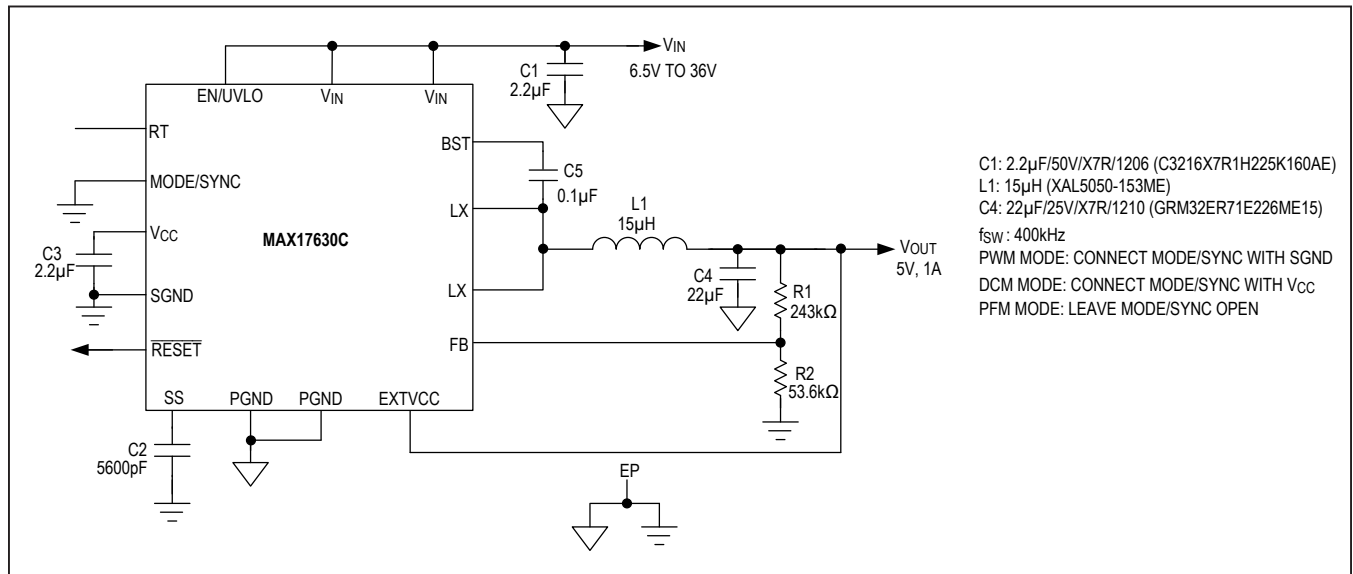 VIN
6.5V TO 36V
C1
2.2µF
EN/UVLO
VIN
VIN
RT
BST
MODE/SYNC
C5
0.1µF
LX
L1
15µH
VCC
MAX17630C
C3
2.2µF
VOUT
5V, 1A
C4
22µF
R1
243kΩ
SGND
LX
RESET
FB
R2
53.6kΩ
SS
PGND
PGND
EXTVCC
C2
5600pF
EP
C1: 2.2µF/50V/X7R/1206 (C3216X7R1H225K160AE)
L1: 15µH (XAL5050-153ME)
C4: 22µF/25V/X7R/1210 (GRM32ER71E226ME15)
fSW : 400kHz
PWM MODE: CONNECT MODE/SYNC WITH SGND
DCM MODE: CONNECT MODE/SYNC WITH VCC
PFM MODE: LEAVE MODE/SYNC OPEN